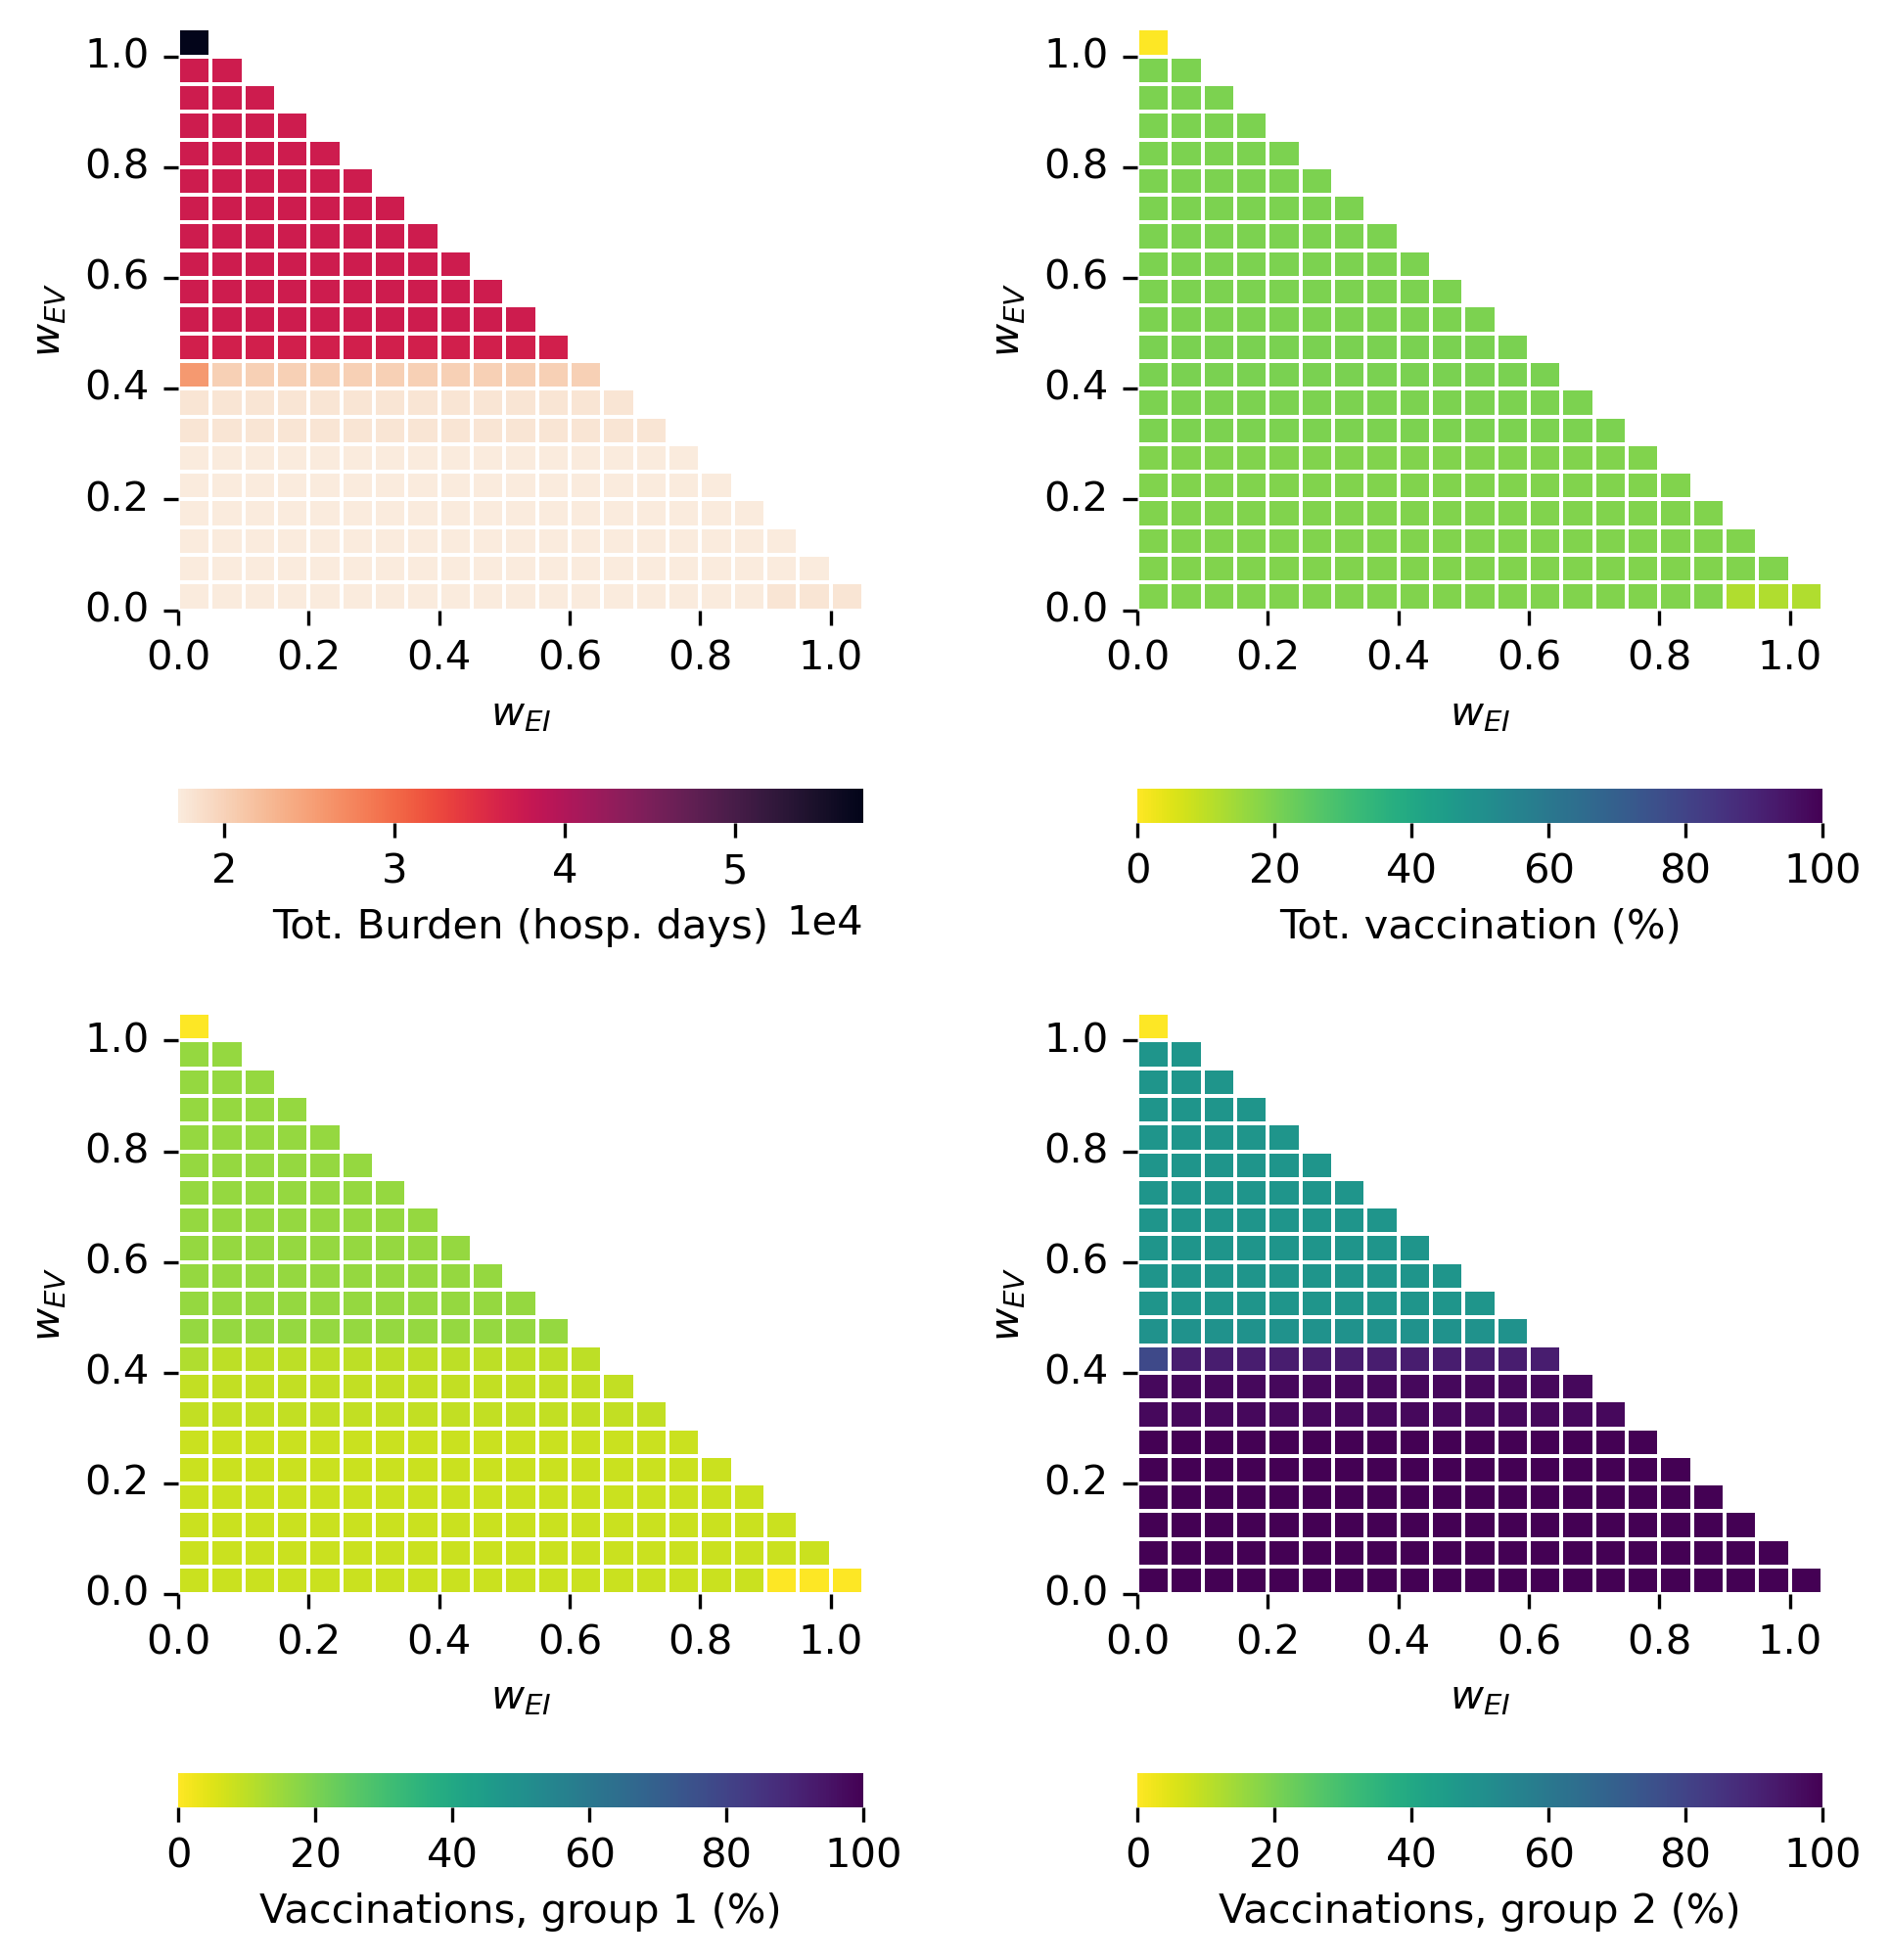 1.0
0.8
0.6
0.4
0.2
0.0
w_EV
0.0 0.2 0.4 0.6 0.8 1.0
w_EI
2 3 4 5
Tot. Burden (hosp. days) 1e4
1.0
0.8
0.6
0.4
0.2
0.0
w_EV
0.0 0.2 0.4 0.6 0.8 1.0
w_EI
0 20 40 60 80 100
Tot. vaccination (%)
1.0
0.8
0.6
0.4
0.2
0.0
w_EV
0.0 0.2 0.4 0.6 0.8 1.0
w_EI
0 20 40 60 80 100
Vaccinations, group 1 (%)
1.0
0.8
0.6
0.4
0.2
0.0
w_EV
0.0 0.2 0.4 0.6 0.8 1.0
w_EI
0 20 40 60 80 100
Vaccinations, group 2 (%)